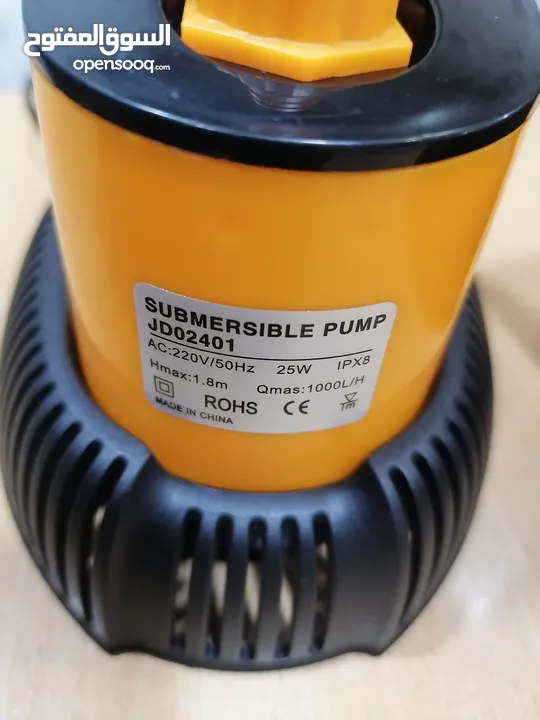 السوق المفتوح
opensooq.com
SUBMERSIBLE PUMP
JD02401
AC:220V/50Hz 25W IPX8
Hmax:1.8m Qmas:1000L/H
ROHS CE Tm
MADE IN CHINA